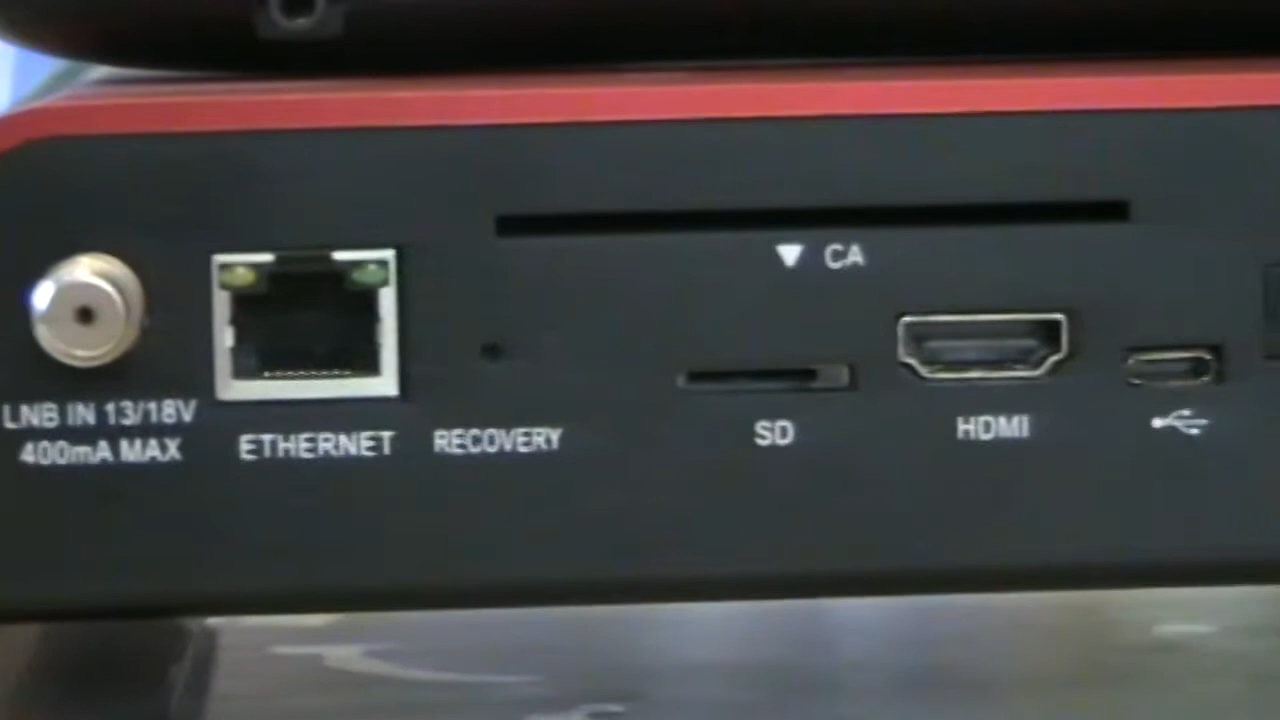 ▼ CA
LNB IN 13/18V
400mA MAX
ETHERNET
RECOVERY
SD
HDMI